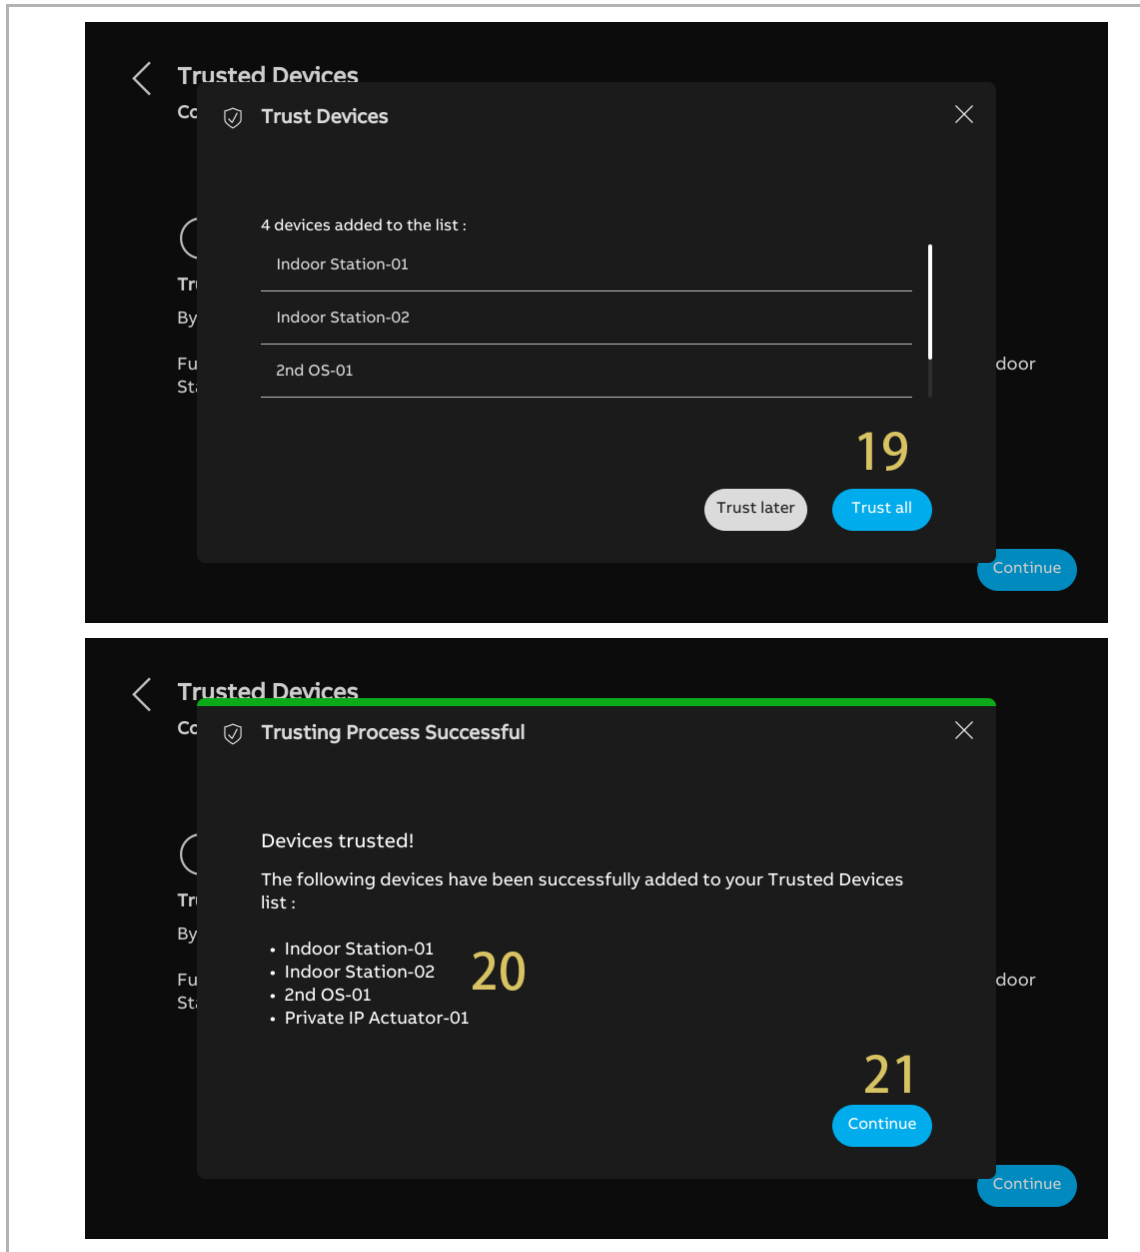 Trusted Devices
Trust Devices
4 devices added to the list :
Indoor Station-01
Indoor Station-02
2nd OS-01
By
door
19
Trust later
Trust all
Continue
Trusted Devices
Trusting Process Successful
Devices trusted!
The following devices have been successfully added to your Trusted Devices
list :
By
• Indoor Station-01
• Indoor Station-02
• 2nd OS-01
• Private IP Actuator-01
20
door
21
Continue
Continue